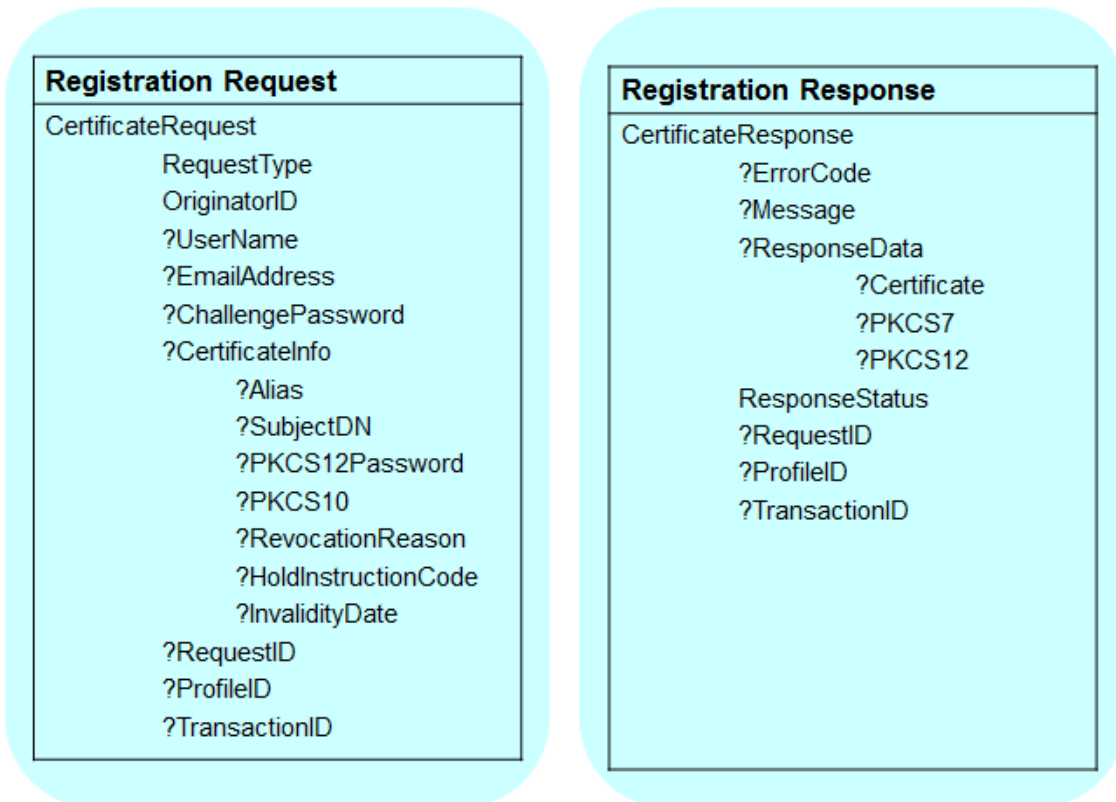 Registration Request
CertificateRequest
RequestType
OriginatorID
?UserName
?EmailAddress
?ChallengePassword
?CertificateInfo
?Alias
?SubjectDN
?PKCS12Password
?PKCS10
?RevocationReason
?HoldInstructionCode
?InvalidityDate
?RequestID
?ProfileID
?TransactionID
Registration Response
CertificateResponse
?ErrorCode
?Message
?ResponseData
?Certificate
?PKCS7
?PKCS12
ResponseStatus
?RequestID
?ProfileID
?TransactionID